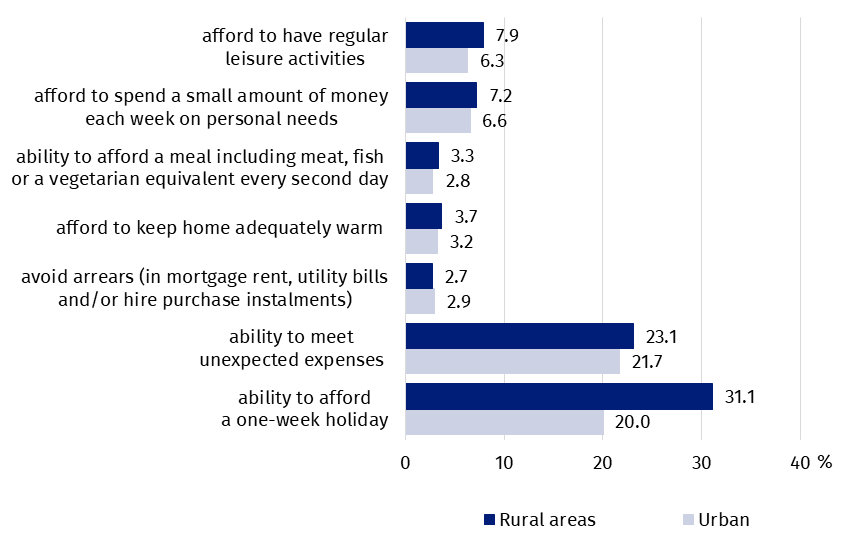 afford to have regular
leisure activities
7.9
6.3
afford to spend a small amount of money
each week on personal needs
7.2
6.6
ability to afford a meal including meat, fish
or a vegetarian equivalent every second day
3.3
2.8
afford to keep home adequately warm
3.7
3.2
avoid arrears (in mortgage rent, utility bills
and/or hire purchase instalments)
2.7
2.9
ability to meet
unexpected expenses
23.1
21.7
ability to afford
a one-week holiday
31.1
20.0
0 10 20 30 40 %
Rural areas Urban